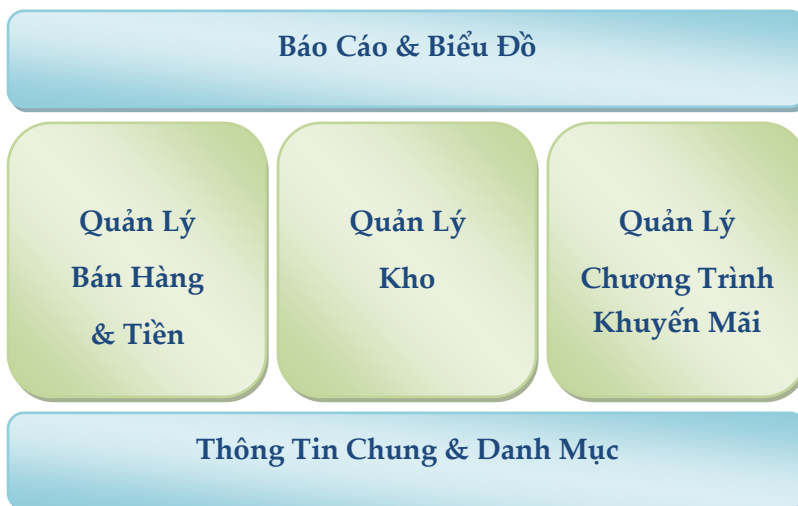 Báo Cáo & Biểu Đồ
Quản Lý
Bán Hàng
& Tiền
Quản Lý
Kho
Quản Lý
Chương Trình
Khuyến Mãi
Thông Tin Chung & Danh Mục